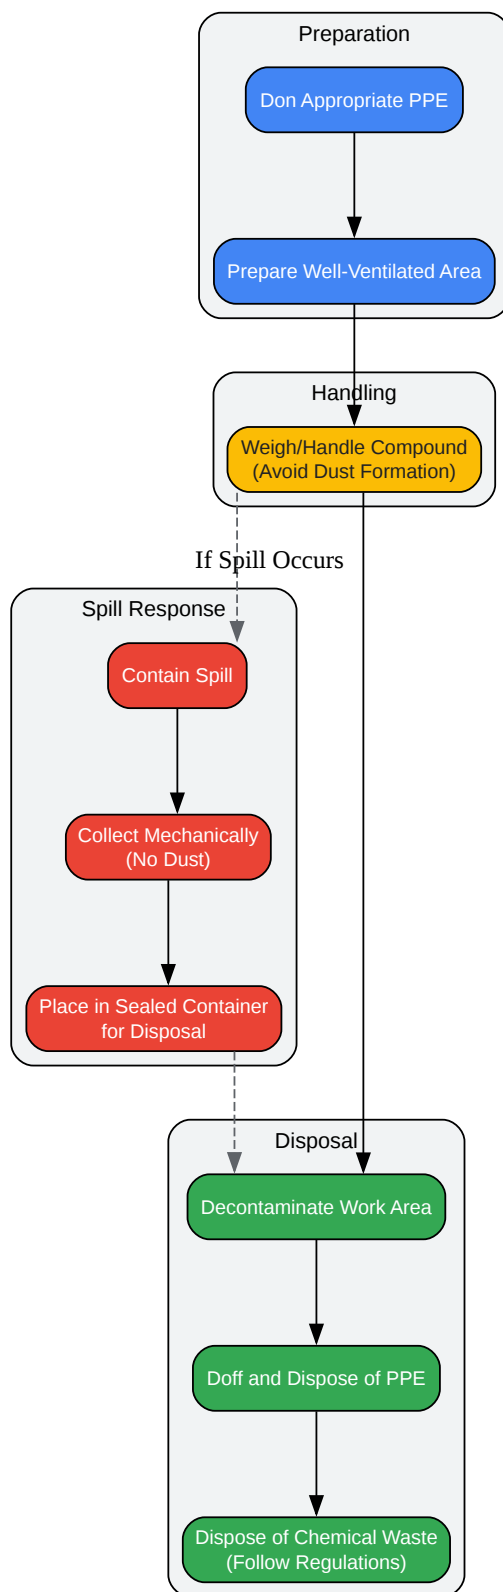 Preparation
Don Appropriate PPE
Prepare Well-Ventilated Area
Handling
Weigh/Handle Compound
(Avoid Dust Formation)
If Spill Occurs
Spill Response
Contain Spill
Collect Mechanically
(No Dust)
Place in Sealed Container
for Disposal
Disposal
Decontaminate Work Area
Doff and Dispose of PPE
Dispose of Chemical Waste
(Follow Regulations)